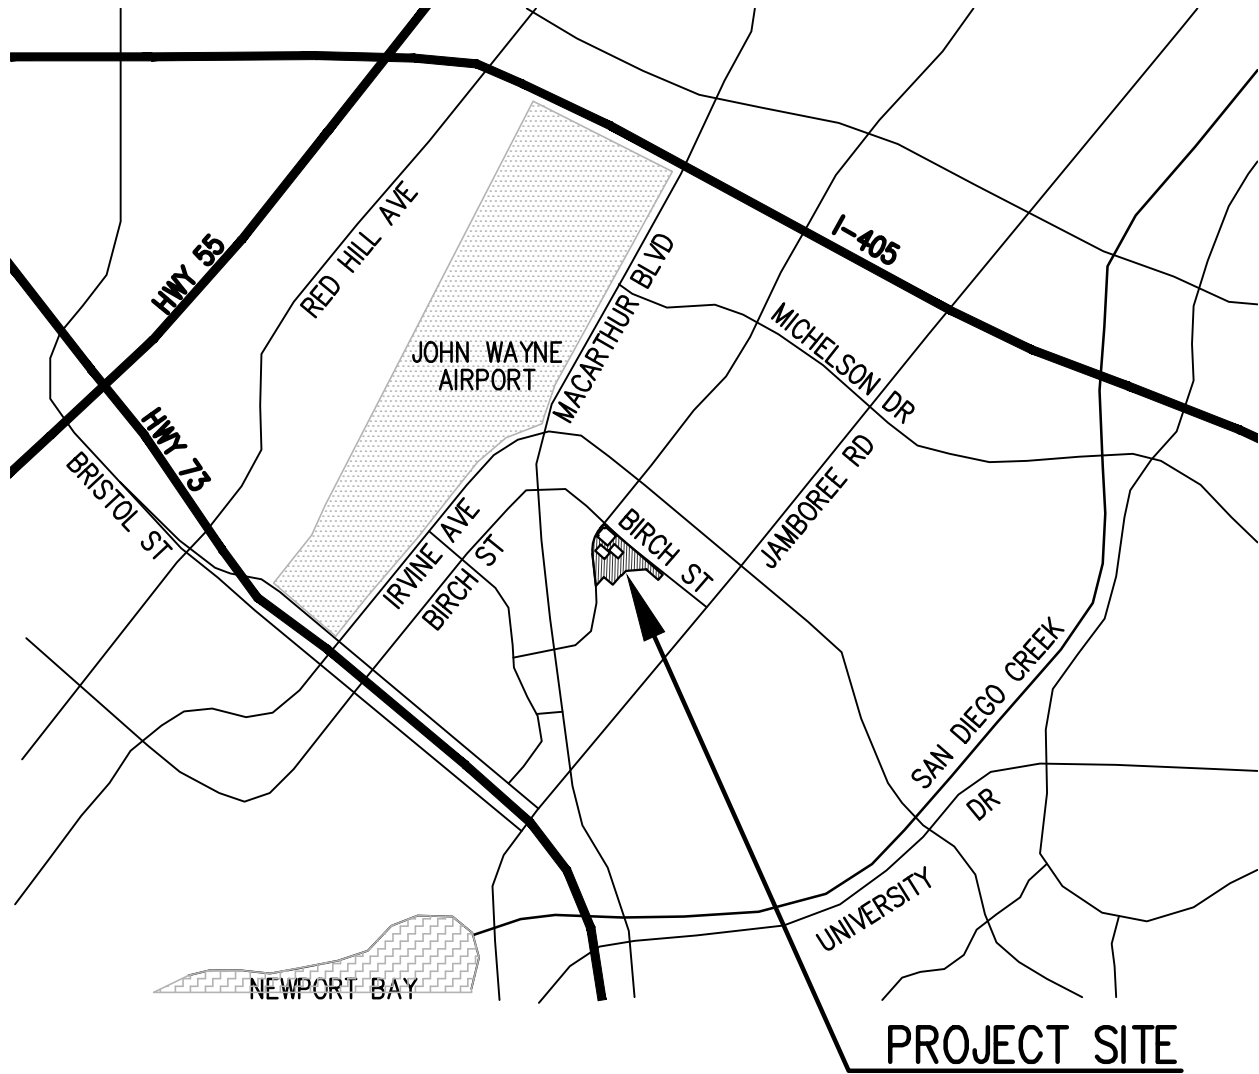 RED HILL AVE
HWY 55
I-405
MACARTHUR BLVD
MICHELSON DR
JOHN WAYNE
AIRPORT
HWY 73
BRISTOL ST
JAMBOREE RD
IRVINE AVE
BIRCH ST
BIRCH ST
SAN DIEGO CREEK
UNIVERSITY DR
NEWPORT BAY
PROJECT SITE